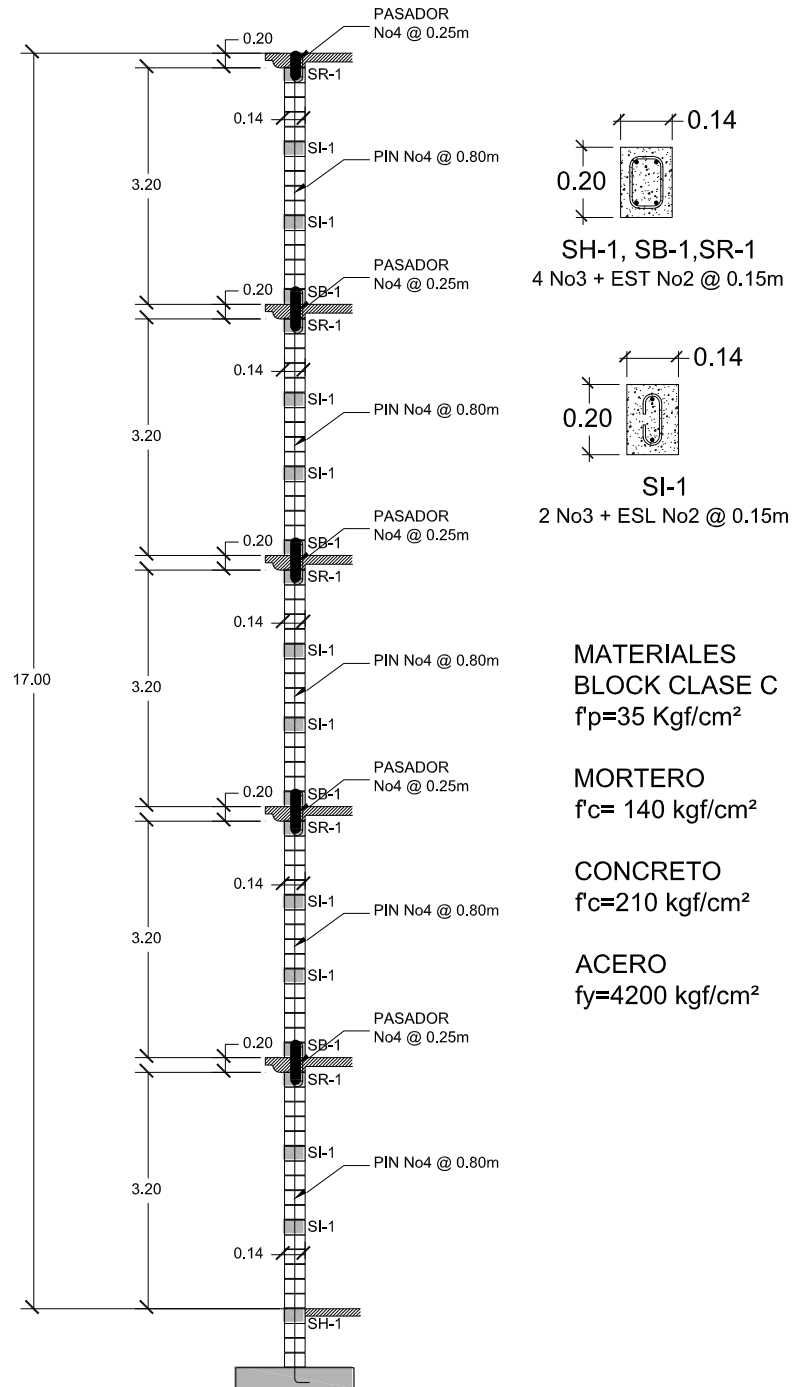 PASADOR
No4 @ 0.25m
0.20
SR-1
0.14
SI-1
PIN No4 @ 0.80m
3.20
SI-1
PASADOR
No4 @ 0.25m
SB-1
0.20
SR-1
0.14
SI-1
PIN No4 @ 0.80m
3.20
SI-1
PASADOR
No4 @ 0.25m
SB-1
0.20
SR-1
0.14
SI-1
PIN No4 @ 0.80m
17.00
3.20
SI-1
PASADOR
No4 @ 0.25m
SB-1
0.20
SR-1
0.14
SI-1
PIN No4 @ 0.80m
3.20
SI-1
PASADOR
No4 @ 0.25m
SB-1
0.20
SR-1
SI-1
PIN No4 @ 0.80m
3.20
SI-1
0.14
SH-1
0.14
0.20
SH-1, SB-1,SR-1
4 No3 + EST No2 @ 0.15m
0.14
0.20
SI-1
2 No3 + ESL No2 @ 0.15m
MATERIALES
BLOCK CLASE C
f'p=35 Kgf/cm²
MORTERO
f'c= 140 kgf/cm²
CONCRETO
f'c=210 kgf/cm²
ACERO
fy=4200 kgf/cm²